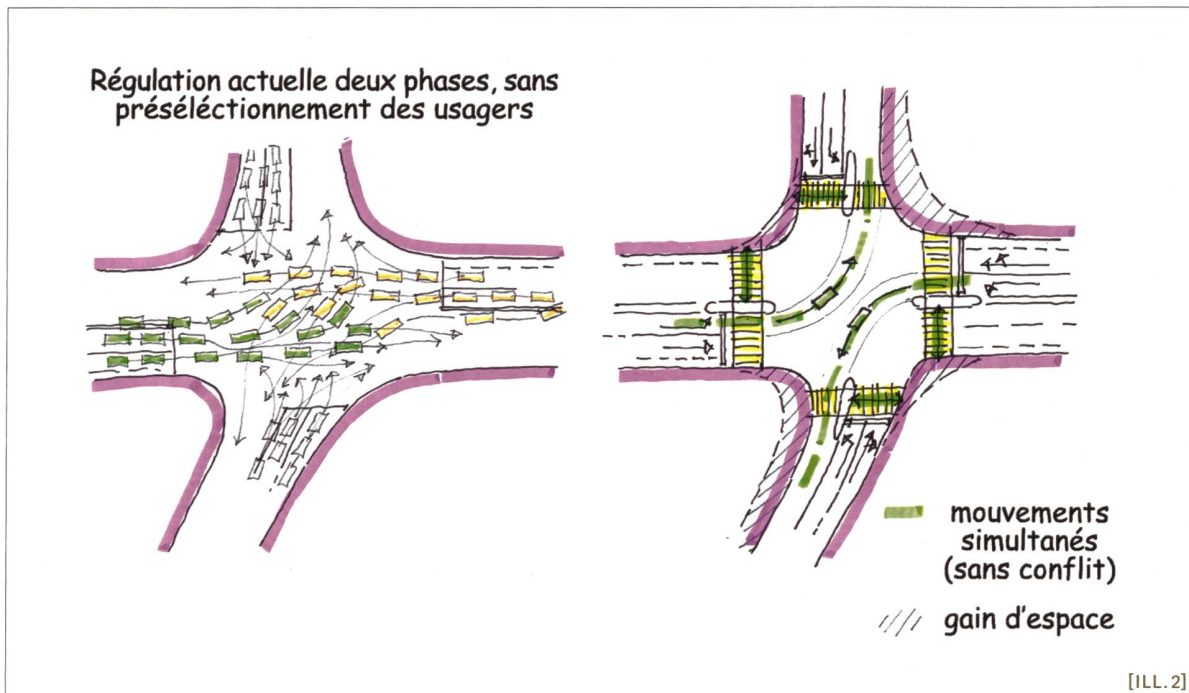 Régulation actuelle deux phases, sans
préséléctionnement des usagers
mouvements
simultanés
(sans conflit)
gain d'espace
[ILL.2]